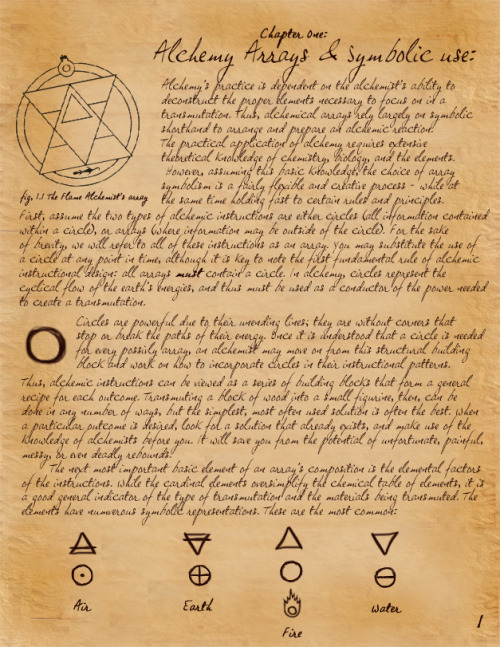 Chapter One:
Alchemy Arrays & symbolic use:
Alchemy's practice is dependent on the alchemist's ability to
deconstruct the proper elements necessary to focus on in a
transmutation. Thus, alchemical arrays rely largely on symbolic
shorthand to arrange and prepare an alchemic reaction.
The practical application of alchemy requires extensive
theoretical knowledge of chemistry, biology, and the elements.
However, assuming this basic knowledge, the choice of array
symbolism is a fairly flexible and creative process - while at
the same time holding fast to certain rules and principles.
fig. 1.1 The Flame Alchemist's array
First, assume the two types of alchemic instructions are either circles (all information contained
within a circle), or arrays (where information may be outside of the circle). For the sake
of brevity, we will refer to all of these instructions as an array. You may substitute the use of
a circle at any point in time, although it is key to note the first fundamental rule of alchemic
instructional design: all arrays must contain a circle. In alchemy, circles represent the
cyclical flow of the earth's energies, and thus must be used as a conductor of the power needed
to create a transmutation.
Circles are powerful due to their unending lines; they are without corners that
stop or break the paths of their energy. Once it is understood that a circle is needed
for every possily array, an alchemist may move on from this structural building
block and work on how to incorporate circles in their instructional patterns.
Thus, alchemic instructions can be viewed as a series of building blocks that form a general
recipe for each outcome. Transmuting a block of wood into a small figurine, then, can be
done in any number of ways, but the simplest, most often used solution is often the best. When
a particular outcome is desired, look for a solution that already exists, and make use of the
knowledge of alchemists before you. It will save you from the potential of unfortunate, painful,
messy, or even deadly rebounds.
The next most important basic element of an array's composition is the elemental factors
of the instructions. While the cardinal elements oversimplify the chemical table of elements, it is
a good general indicator of the type of transmutation and the materials being transmuted. The
elements have numerous symbolic representations. These are the most common:
Air
Earth
Fire
Water
1